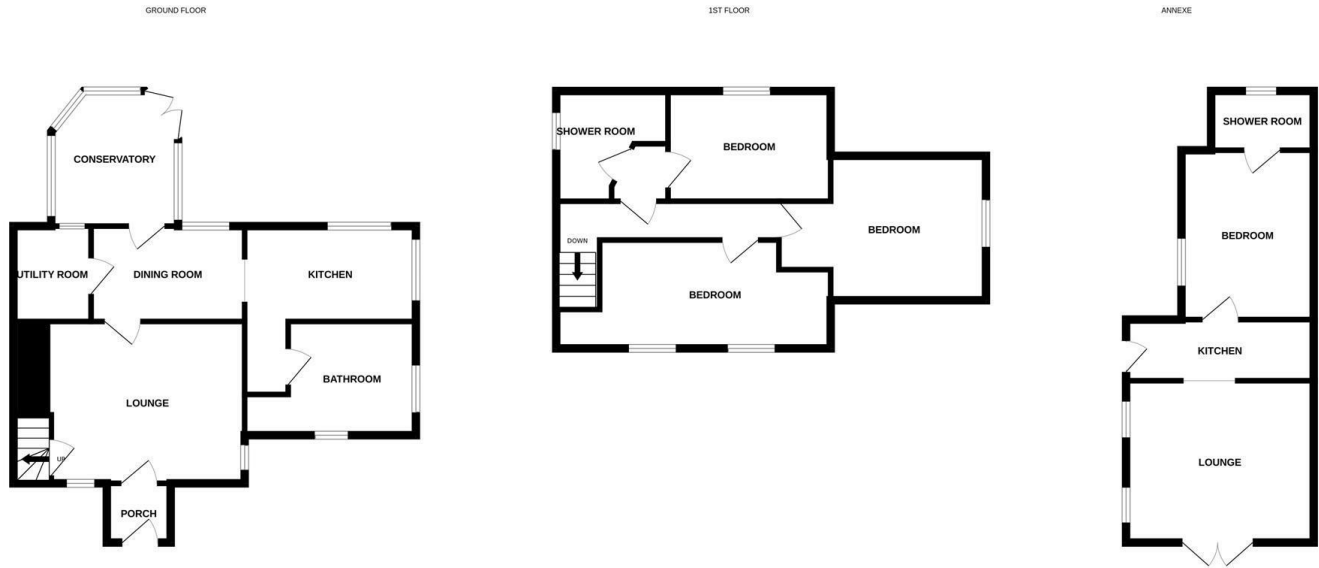 GROUND FLOOR
CONSERVATORY
UTILITY ROOM
DINING ROOM
KITCHEN
BATHROOM
LOUNGE
UP
PORCH
1ST FLOOR
SHOWER ROOM
BEDROOM
BEDROOM
DOWN
BEDROOM
ANNEXE
SHOWER ROOM
BEDROOM
KITCHEN
LOUNGE